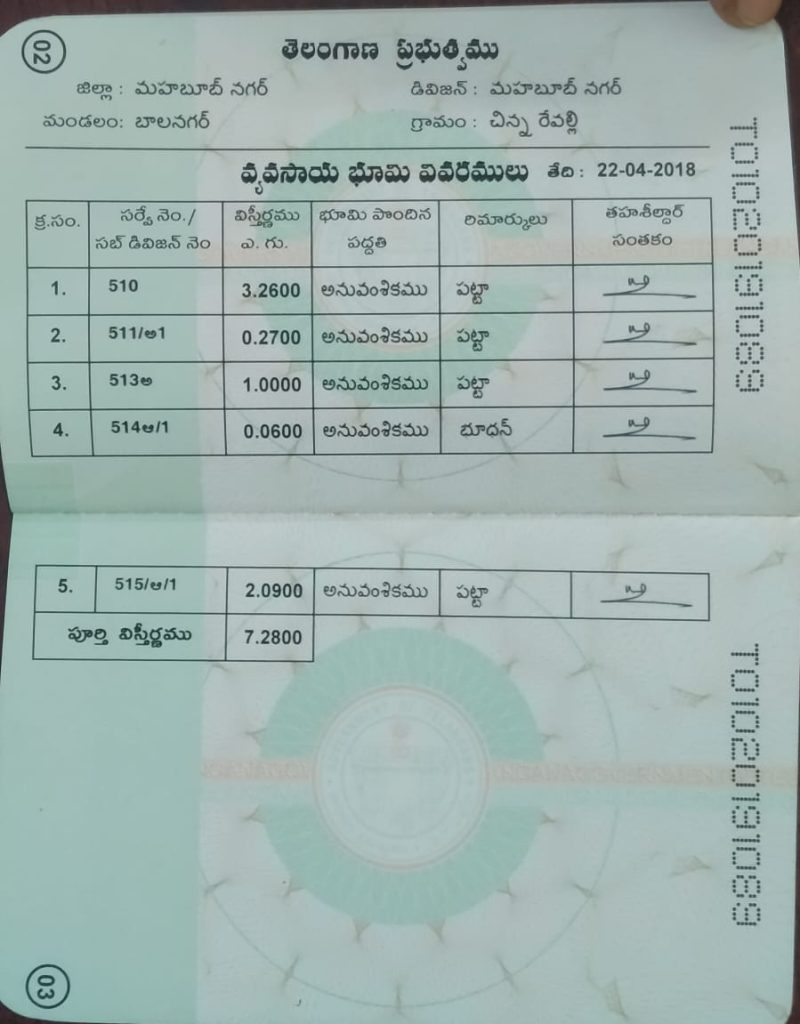 02
తెలంగాణ ప్రభుత్వము
జిల్లా : మహబూబ్ నగర్ డివిజన్ : మహబూబ్ నగర్
మండలం: బాలనగర్ గ్రామం : చిన్న రేవల్లి
వ్యవసాయ భూమి వివరములు తేది : 22-04-2018
క్ర.సం. సర్వే నెం./ సబ్ డివిజన్ నెం విస్తీర్ణము ఎ. గు. భూమి పొందిన పద్దతి రిమార్కులు తహశీల్దార్ సంతకం
1. 510 3.2600 అనువంశికము పట్టా
2. 511/అ1 0.2700 అనువంశికము పట్టా
3. 513అ 1.0000 అనువంశికము పట్టా
4. 514ఆ/1 0.0600 అనువంశికము భూదన్
T01020191089
5. 515/ఆ/1 2.0900 అనువంశికము పట్టా
పూర్తి విస్తీర్ణము 7.2800
T01020191089
03